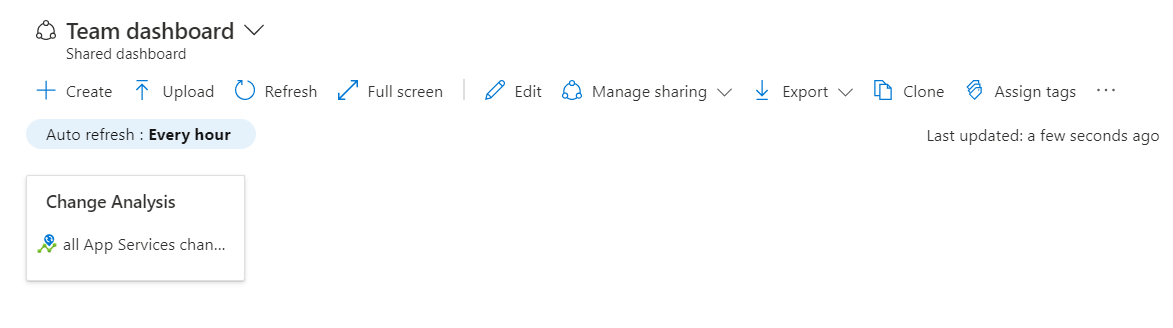 Team dashboard
Shared dashboard
Create Upload Refresh Full screen Edit Manage sharing Export Clone Assign tags ...
Auto refresh : Every hour
Last updated: a few seconds ago
Change Analysis
all App Services chan...